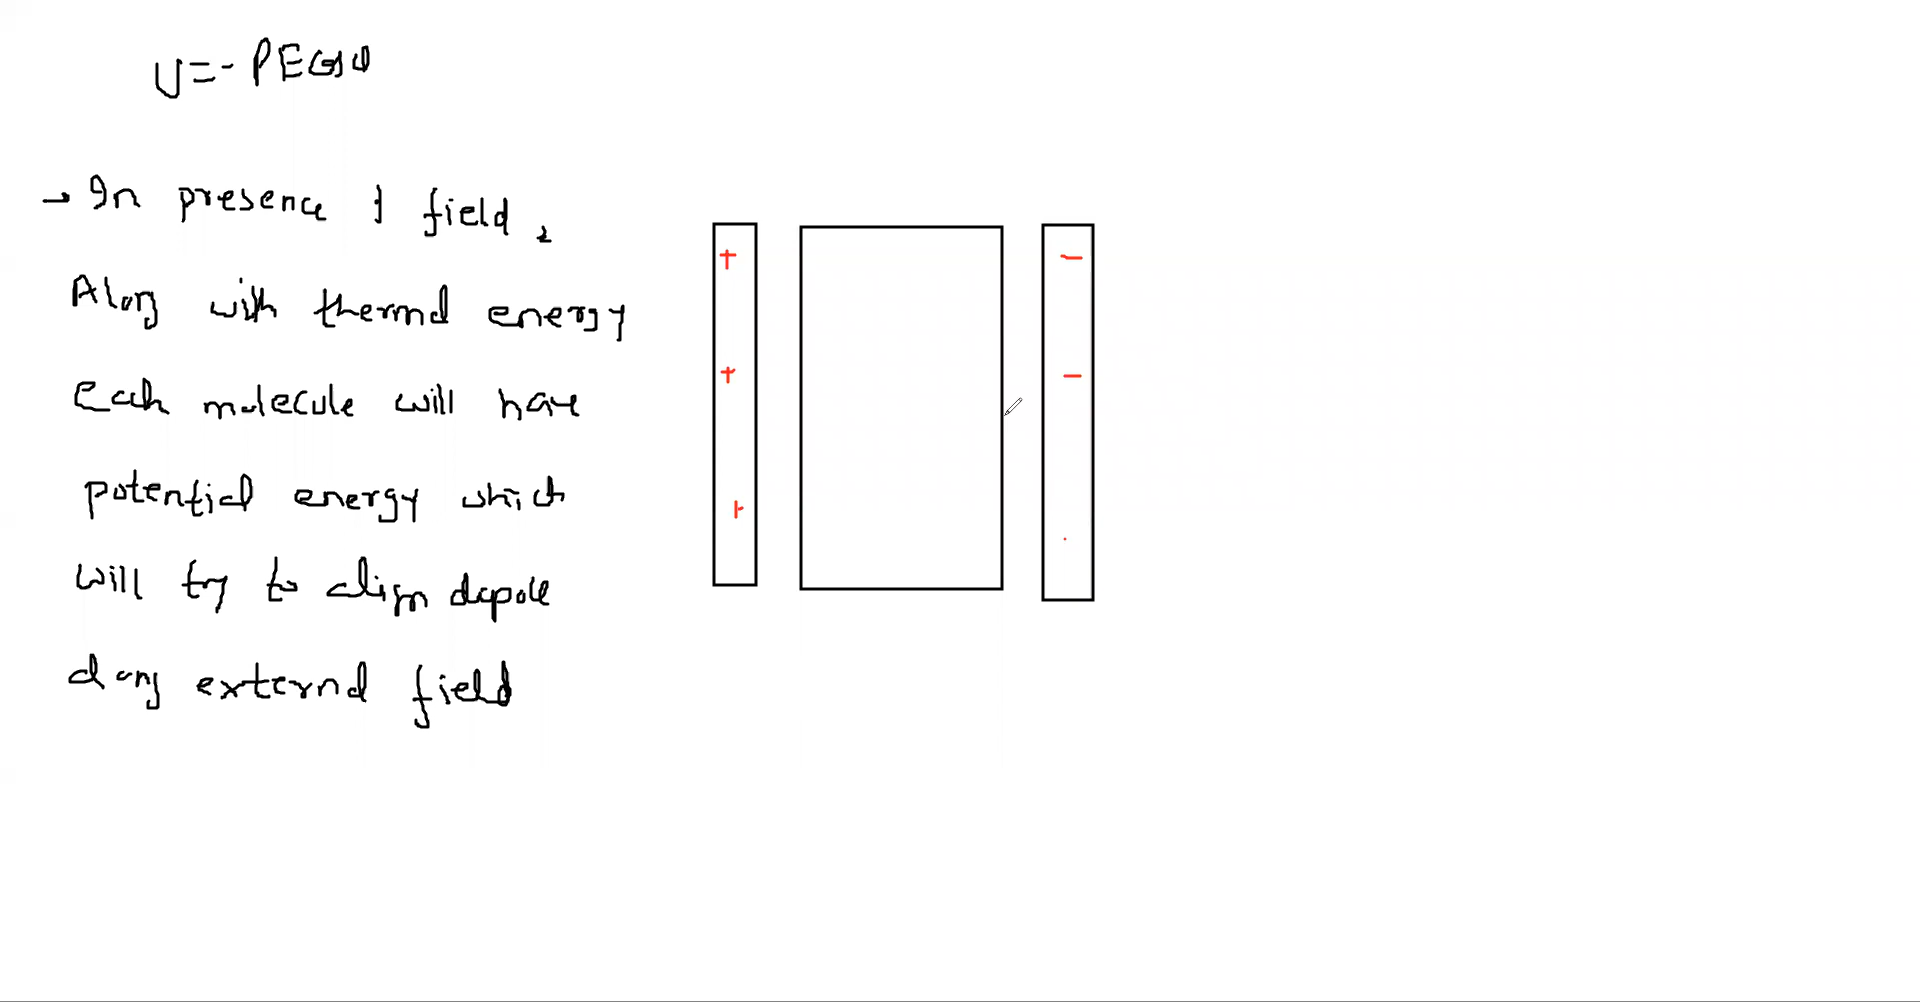 U = - PE cosθ
→ In presence of field,
Along with thermal energy
Each molecule will have
potential energy which
will try to align dipole
along external field
+ -
+ -
+